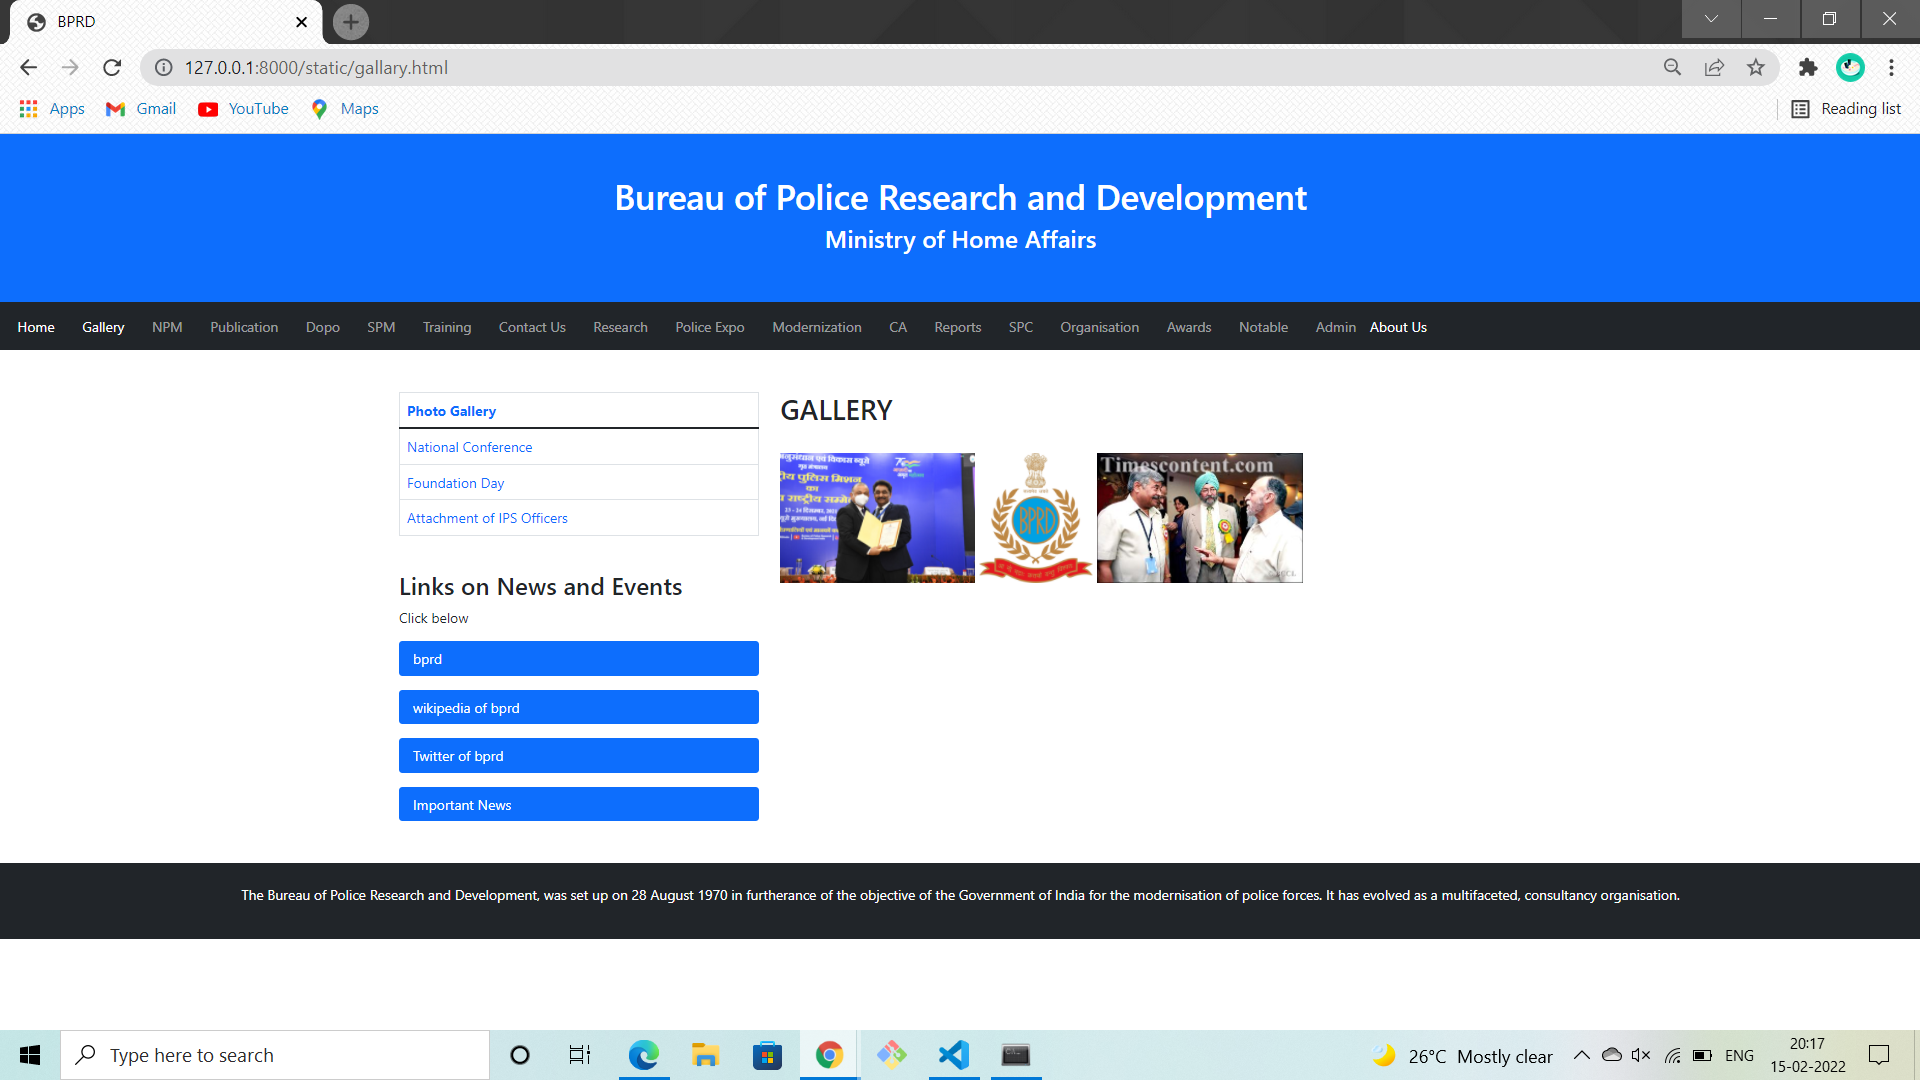 BPRD
127.0.0.1:8000/static/gallary.html
Apps Gmail YouTube Maps Reading list
Bureau of Police Research and Development
Ministry of Home Affairs
Home Gallery NPM Publication Dopo SPM Training Contact Us Research Police Expo Modernization CA Reports SPC Organisation Awards Notable Admin About Us
Photo Gallery
National Conference
Foundation Day
Attachment of IPS Officers
Links on News and Events
Click below
bprd
wikipedia of bprd
Twitter of bprd
Important News
GALLERY
BPRD
Timescontent.com
The Bureau of Police Research and Development, was set up on 28 August 1970 in furtherance of the objective of the Government of India for the modernisation of police forces. It has evolved as a multifaceted, consultancy organisation.
Type here to search
26°C Mostly clear
ENG
20:17
15-02-2022